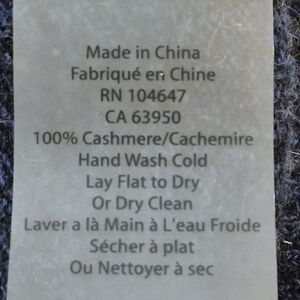 Made in China
Fabriqué en Chine
RN 104647
CA 63950
100% Cashmere/Cachemire
Hand Wash Cold
Lay Flat to Dry
Or Dry Clean
Laver a là Main à L'eau Froide
Sécher à plat
Ou Nettoyer à sec